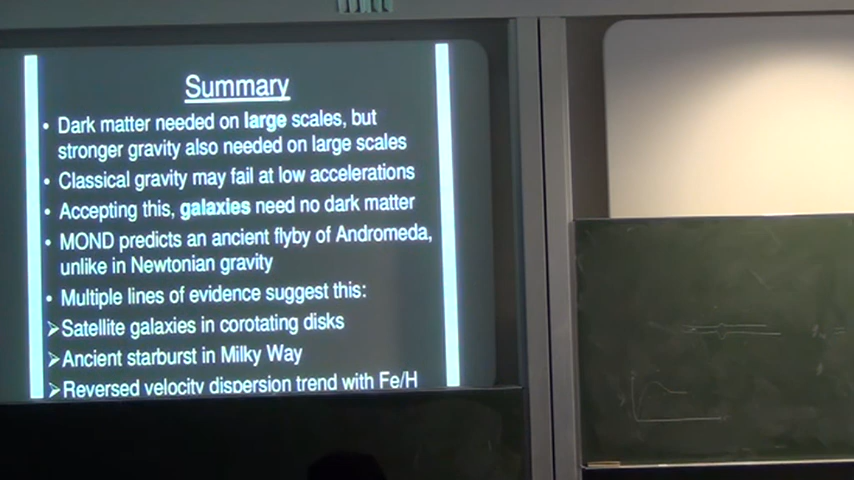 Summary
• Dark matter needed on large scales, but
stronger gravity also needed on large scales
• Classical gravity may fail at low accelerations
• Accepting this, galaxies need no dark matter
• MOND predicts an ancient flyby of Andromeda,
unlike in Newtonian gravity
• Multiple lines of evidence suggest this:
➢Satellite galaxies in corotating disks
➢Ancient starburst in Milky Way
➢Reversed velocity dispersion trend with Fe/H